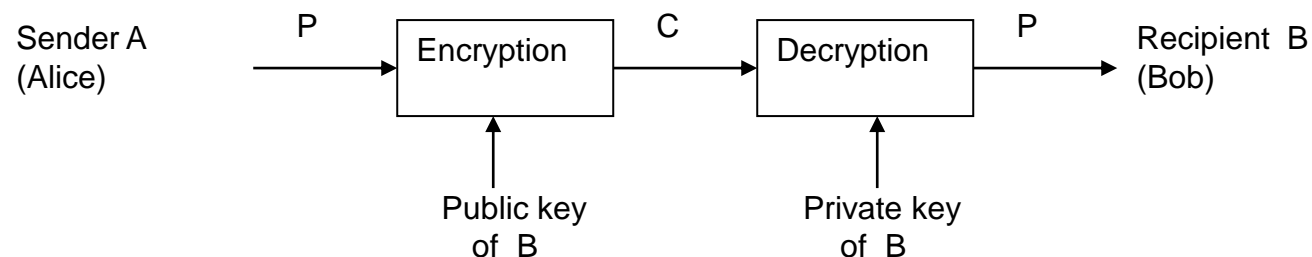 Sender A
(Alice)
P
Encryption
C
Decryption
P
Recipient B
(Bob)
Public key
of B
Private key
of B